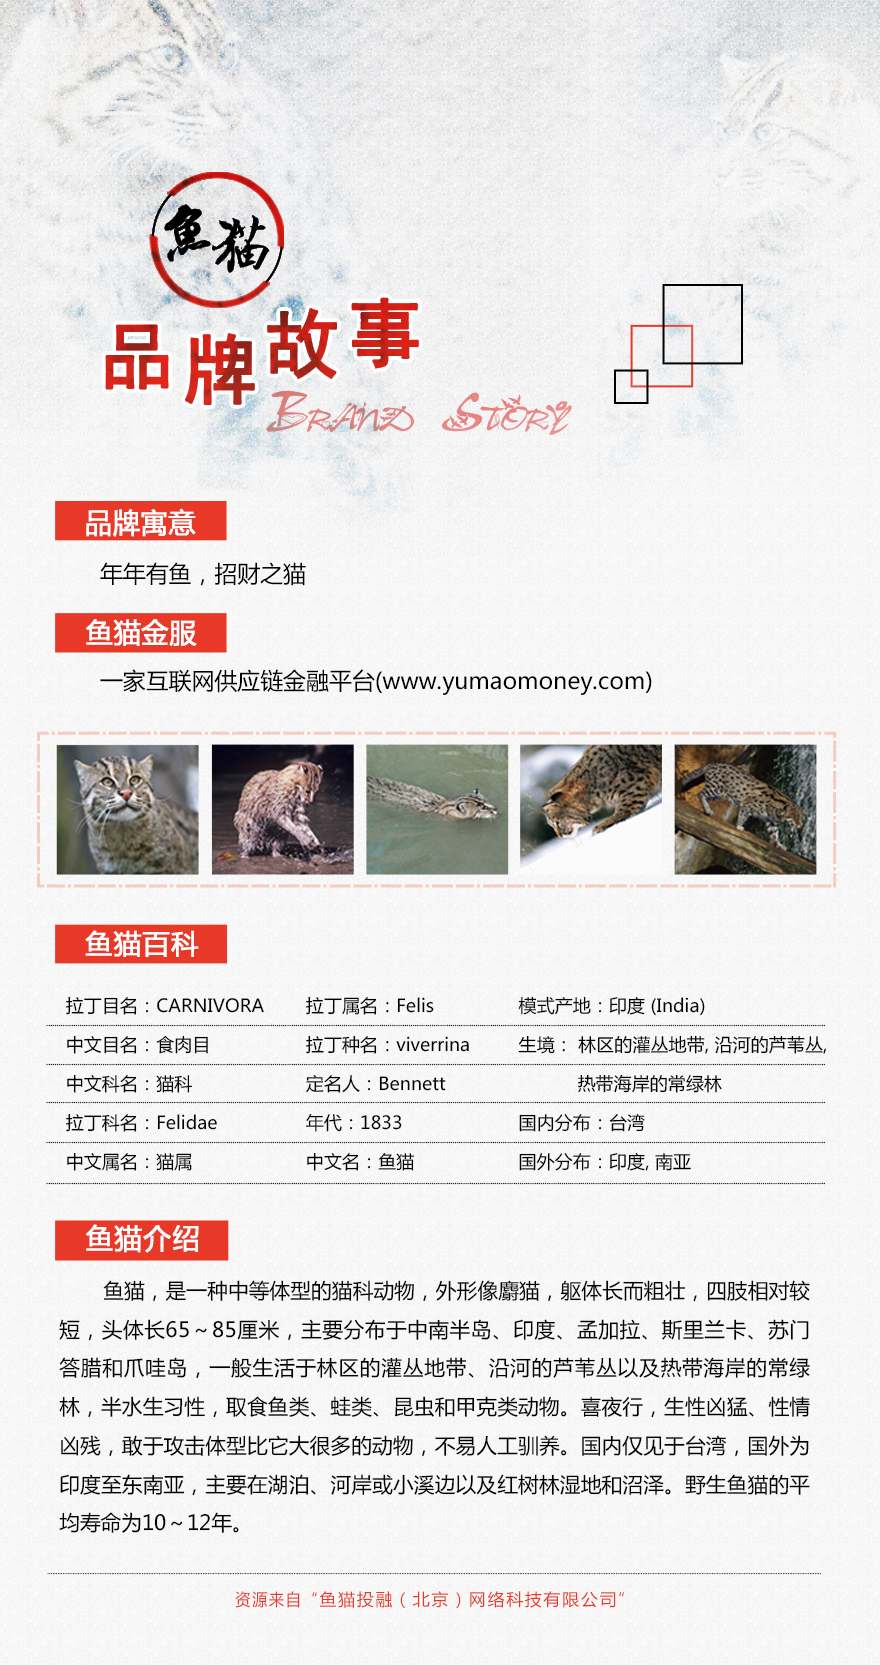 魚猫
品牌故事
BRAND STORY
品牌寓意
年年有鱼，招财之猫
鱼猫金服
一家互联网供应链金融平台(www.yumaomoney.com)
鱼猫百科
拉丁目名：CARNIVORA 拉丁属名：Felis 模式产地：印度 (India)
中文目名：食肉目 拉丁种名：viverrina 生境： 林区的灌丛地带, 沿河的芦苇丛,
中文科名：猫科 定名人：Bennett 热带海岸的常绿林
拉丁科名：Felidae 年代：1833 国内分布：台湾
中文属名：猫属 中文名：鱼猫 国外分布：印度, 南亚
鱼猫介绍
鱼猫，是一种中等体型的猫科动物，外形像麝猫，躯体长而粗壮，四肢相对较
短，头体长65～85厘米，主要分布于中南半岛、印度、孟加拉、斯里兰卡、苏门
答腊和爪哇岛，一般生活于林区的灌丛地带、沿河的芦苇丛以及热带海岸的常绿
林，半水生习性，取食鱼类、蛙类、昆虫和甲克类动物。喜夜行，生性凶猛、性情
凶残，敢于攻击体型比它大很多的动物，不易人工驯养。国内仅见于台湾，国外为
印度至东南亚，主要在湖泊、河岸或小溪边以及红树林湿地和沼泽。野生鱼猫的平
均寿命为10～12年。
资源来自“鱼猫投融（北京）网络科技有限公司”